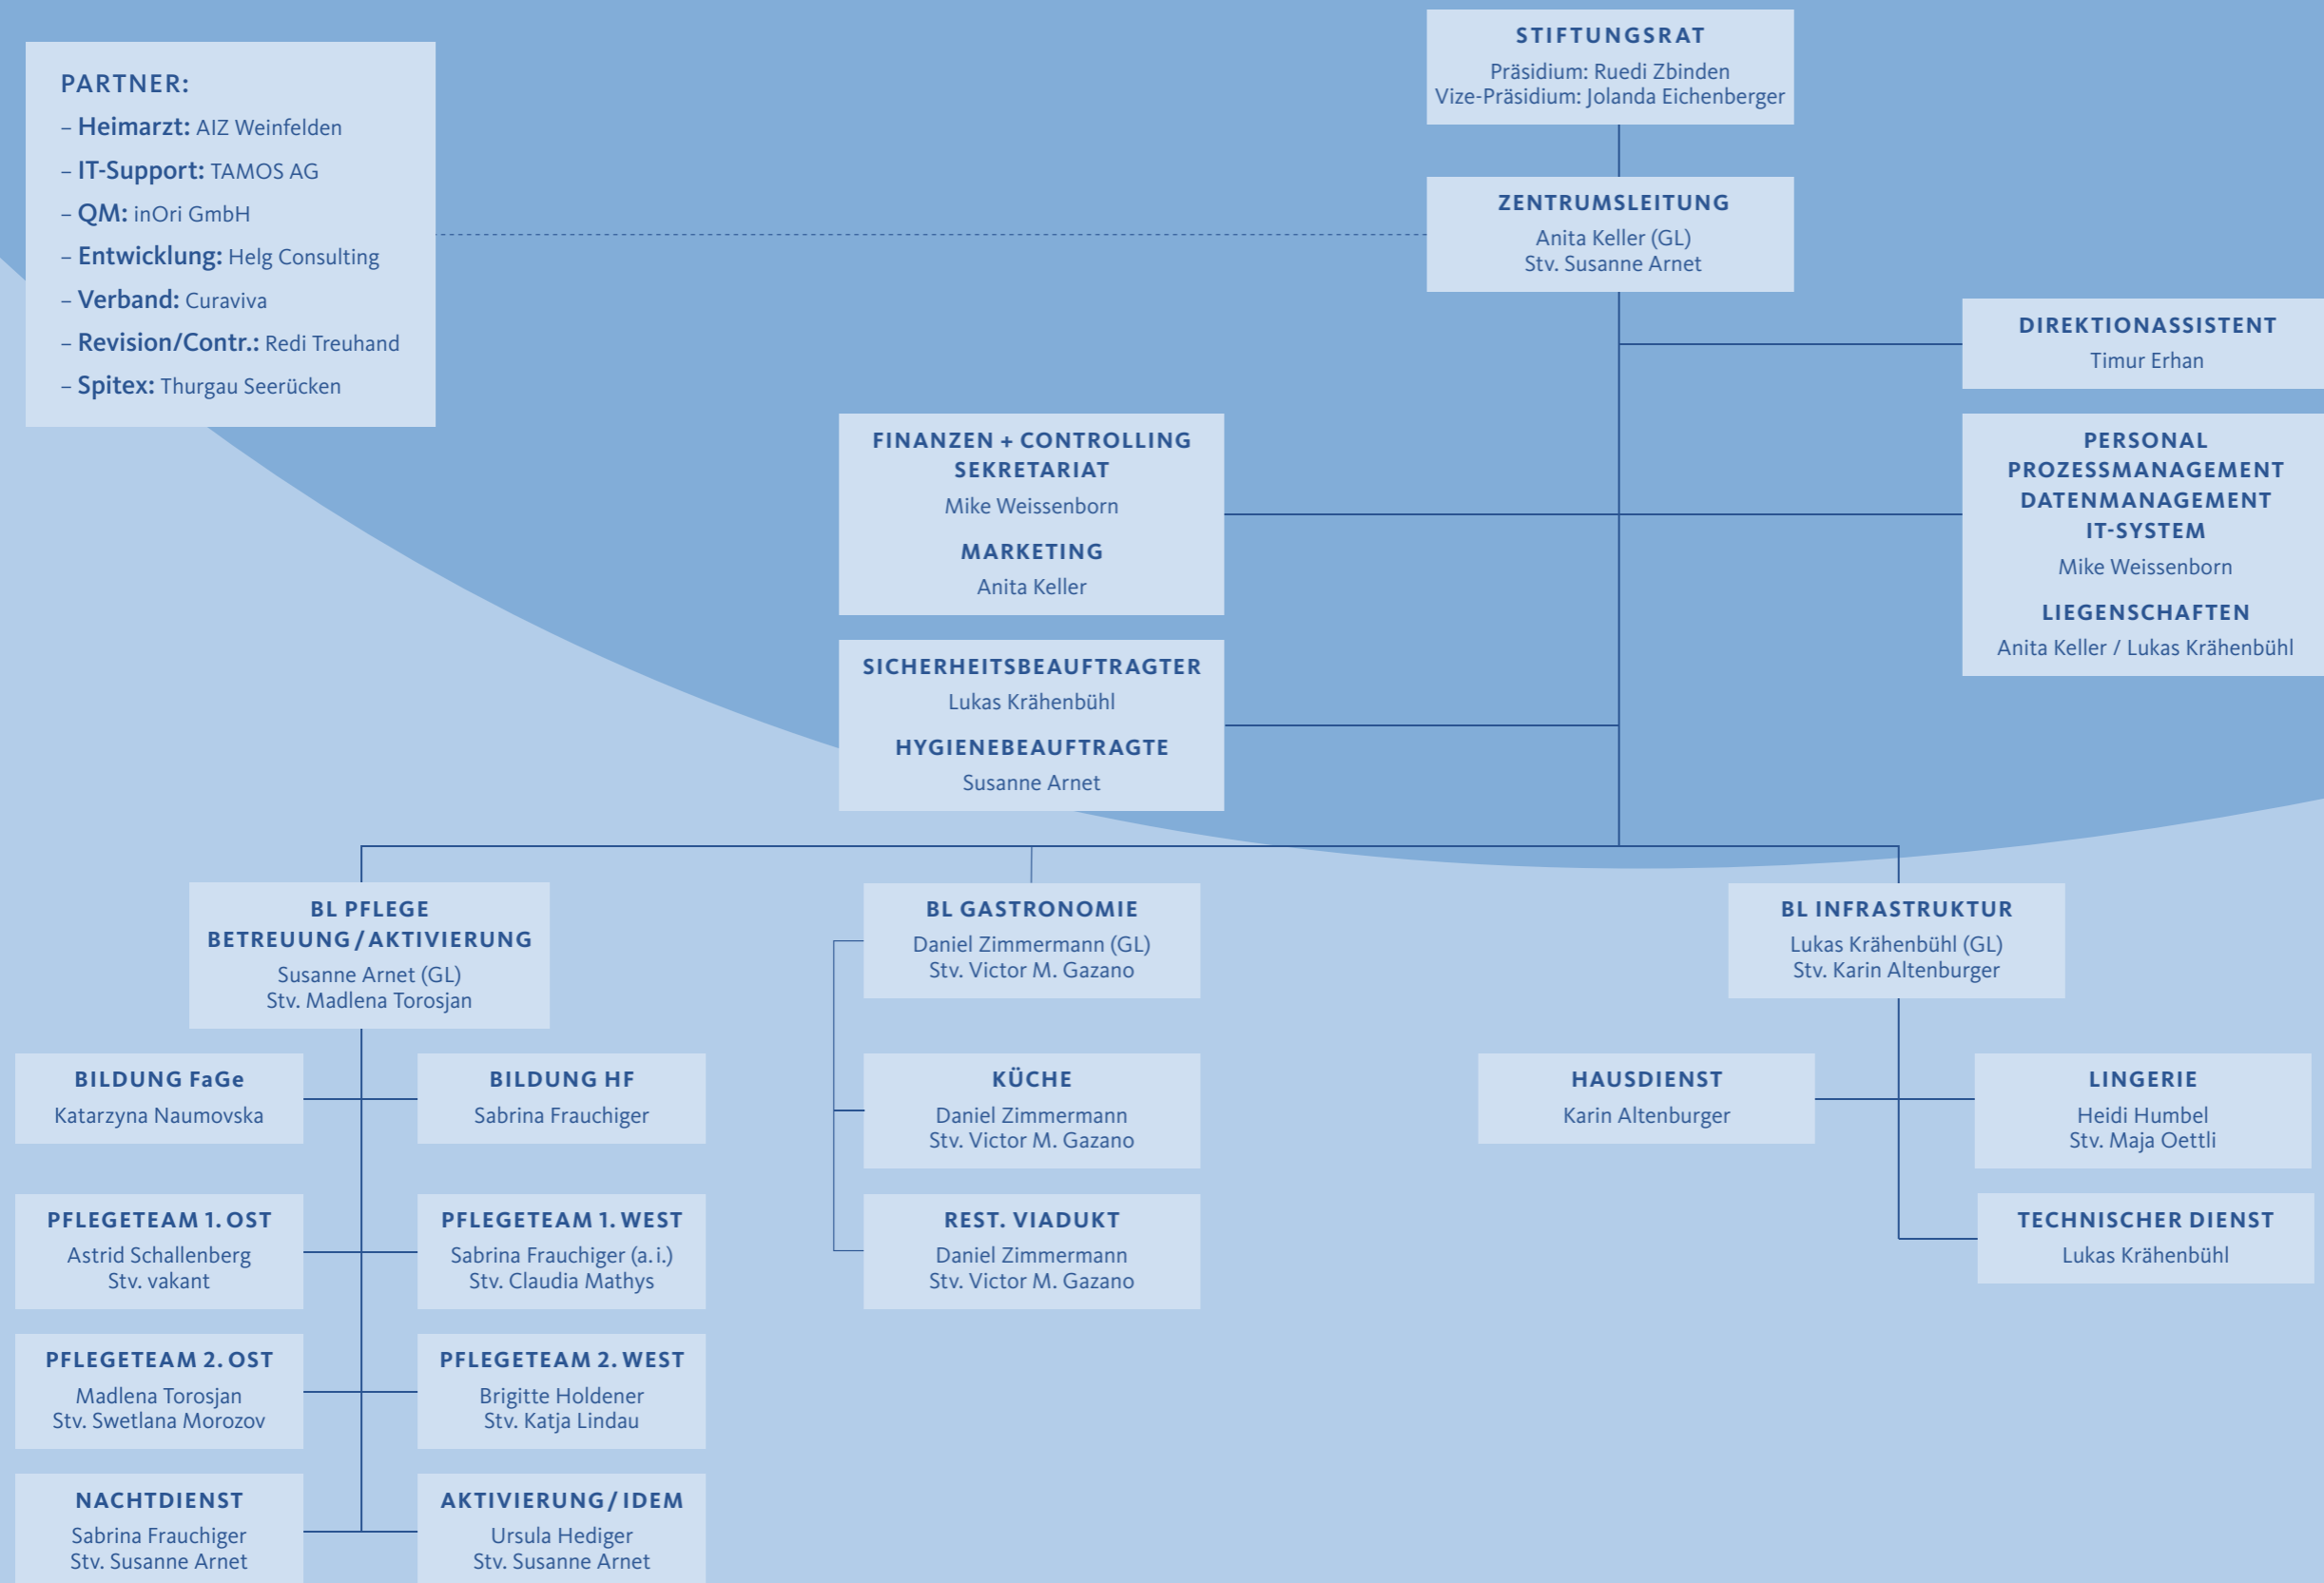 PARTNER:
– Heimarzt: AIZ Weinfelden
– IT-Support: TAMOS AG
– QM: inOri GmbH
– Entwicklung: Helg Consulting
– Verband: Curaviva
– Revision/Contr.: Redi Treuhand
– Spitex: Thurgau Seerücken
STIFTUNGSRAT
Präsidium: Ruedi Zbinden
Vize-Präsidium: Jolanda Eichenberger
ZENTRUMSLEITUNG
Anita Keller (GL)
Stv. Susanne Arnet
DIREKTIONASSISTENT
Timur Erhan
FINANZEN + CONTROLLING
SEKRETARIAT
Mike Weissenborn
MARKETING
Anita Keller
PERSONAL
PROZESSMANAGEMENT
DATENMANAGEMENT
IT-SYSTEM
Mike Weissenborn
LIEGENSCHAFTEN
Anita Keller / Lukas Krähenbühl
SICHERHEITSBEAUFTRAGTER
Lukas Krähenbühl
HYGIENEBEAUFTRAGTE
Susanne Arnet
BL PFLEGE
BETREUUNG / AKTIVIERUNG
Susanne Arnet (GL)
Stv. Madlena Torosjan
BILDUNG FaGe
Katarzyna Naumovska
BILDUNG HF
Sabrina Frauchiger
PFLEGETEAM 1. OST
Astrid Schallenberg
Stv. vakant
PFLEGETEAM 1. WEST
Sabrina Frauchiger (a. i.)
Stv. Claudia Mathys
PFLEGETEAM 2. OST
Madlena Torosjan
Stv. Swetlana Morozov
PFLEGETEAM 2. WEST
Brigitte Holdener
Stv. Katja Lindau
NACHTDIENST
Sabrina Frauchiger
Stv. Susanne Arnet
AKTIVIERUNG / IDEM
Ursula Hediger
Stv. Susanne Arnet
BL GASTRONOMIE
Daniel Zimmermann (GL)
Stv. Victor M. Gazano
KÜCHE
Daniel Zimmermann
Stv. Victor M. Gazano
REST. VIADUKT
Daniel Zimmermann
Stv. Victor M. Gazano
BL INFRASTRUKTUR
Lukas Krähenbühl (GL)
Stv. Karin Altenburger
HAUSDIENST
Karin Altenburger
LINGERIE
Heidi Humbel
Stv. Maja Oettli
TECHNISCHER DIENST
Lukas Krähenbühl